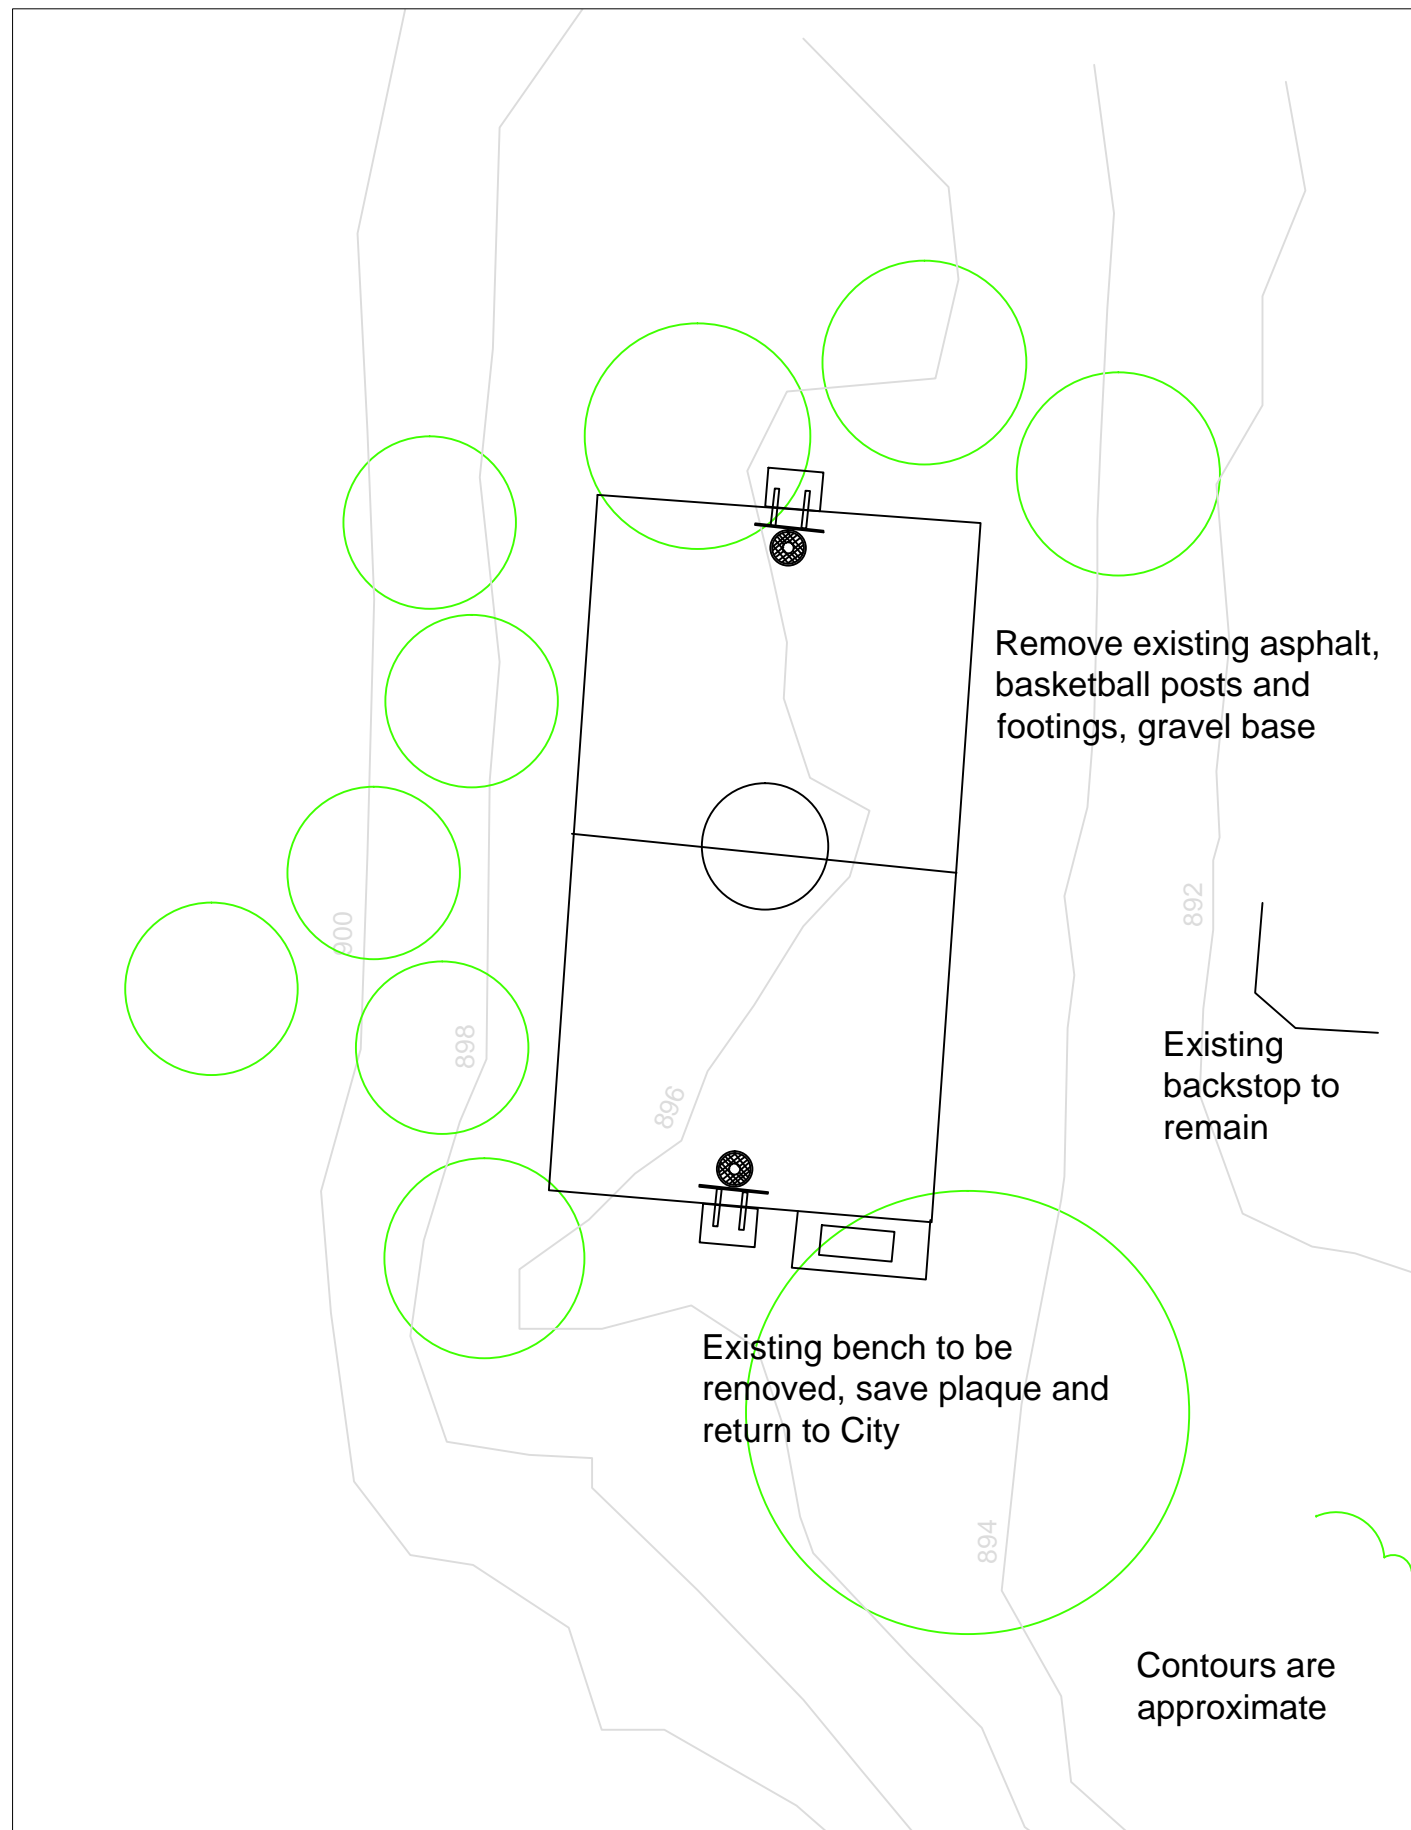 Remove existing asphalt,
basketball posts and
footings, gravel base
900
892
898
Existing
backstop to
remain
896
Existing bench to be
removed, save plaque and
return to City
894
Contours are
approximate